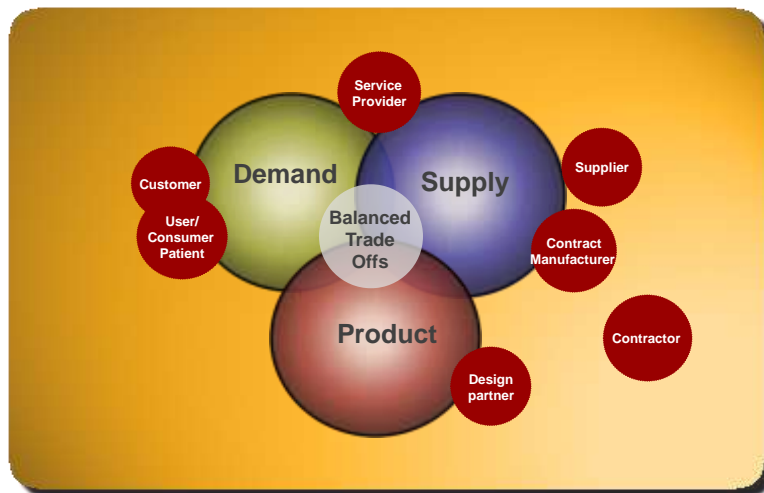 Service
Provider
Demand
Supply
Supplier
Customer
User/
Consumer
Patient
Balanced
Trade
Offs
Contract
Manufacturer
Product
Contractor
Design
partner